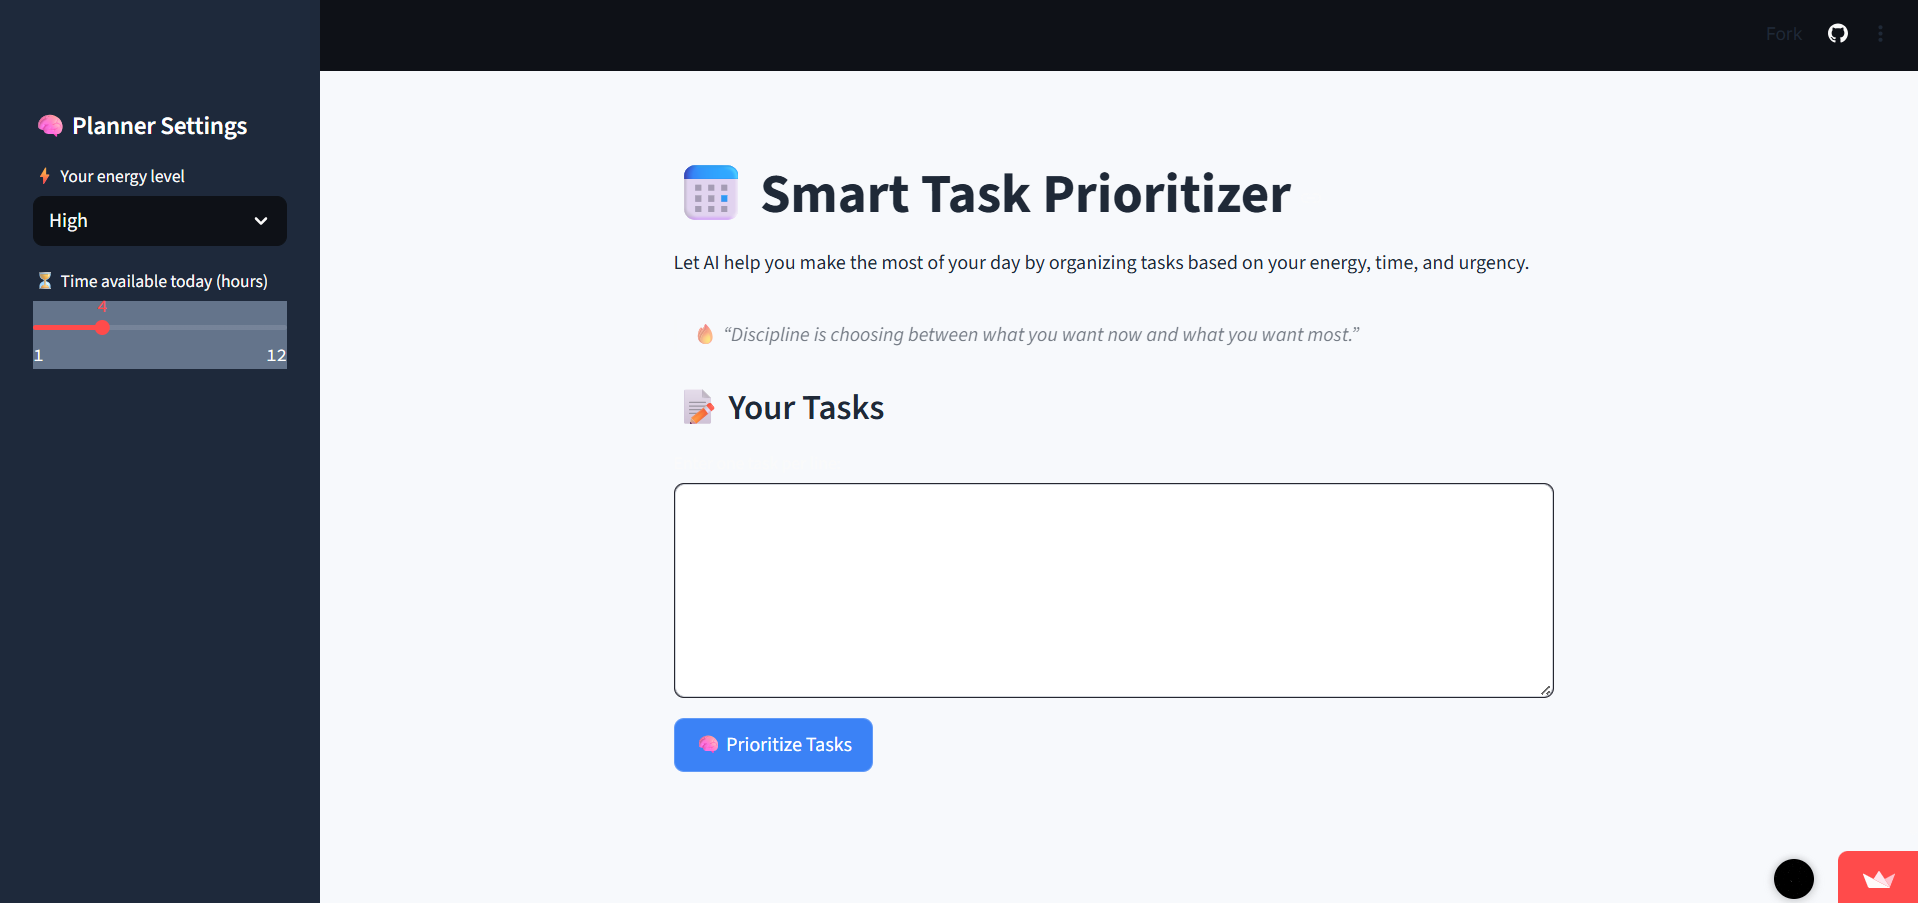 Fork
Planner Settings
Your energy level
High
Time available today (hours)
4
1 12
Smart Task Prioritizer
Let AI help you make the most of your day by organizing tasks based on your energy, time, and urgency.
“Discipline is choosing between what you want now and what you want most.”
Your Tasks
Prioritize Tasks